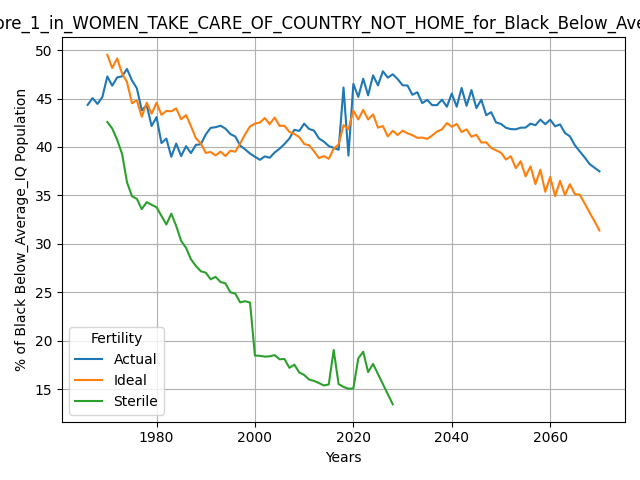 ore_1_in_WOMEN_TAKE_CARE_OF_COUNTRY_NOT_HOME_for_Black_Below_Ave
50
45
40
35
30
25
20
15
% of Black Below_Average_IQ Population
Fertility
Actual
Ideal
Sterile
1980 2000 2020 2040 2060
Years